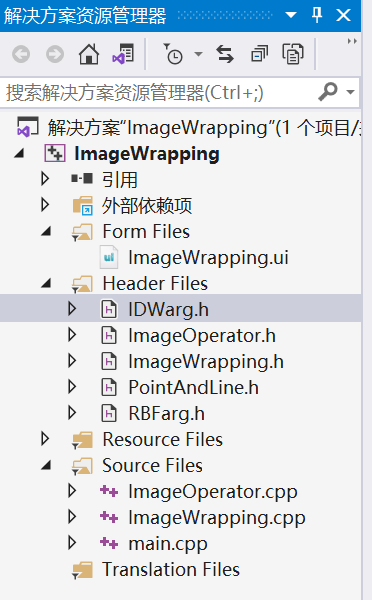 解决方案资源管理器
搜索解决方案资源管理器(Ctrl+;)
解决方案"ImageWrapping"(1 个项目/
ImageWrapping
引用
外部依赖项
Form Files
ImageWrapping.ui
Header Files
IDWarg.h
ImageOperator.h
ImageWrapping.h
PointAndLine.h
RBFarg.h
Resource Files
Source Files
ImageOperator.cpp
ImageWrapping.cpp
main.cpp
Translation Files